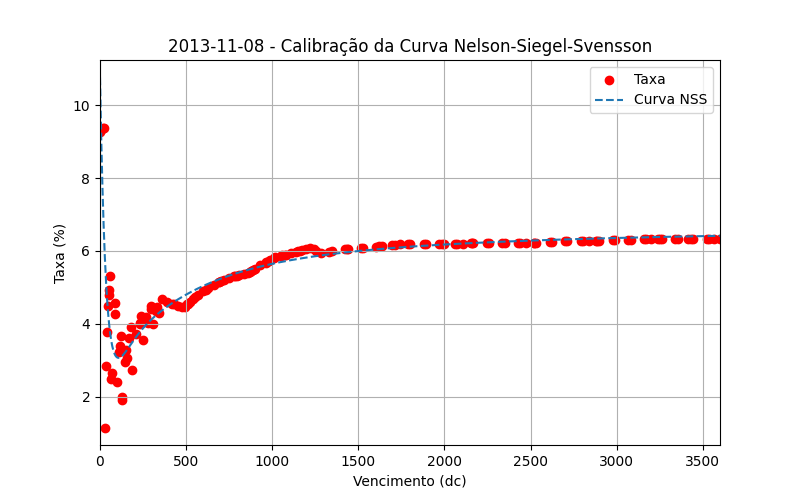 2013-11-08 - Calibração da Curva Nelson-Siegel-Svensson
Taxa
Curva NSS
Taxa (%)
10
8
6
4
2
0 500 1000 1500 2000 2500 3000 3500
Vencimento (dc)